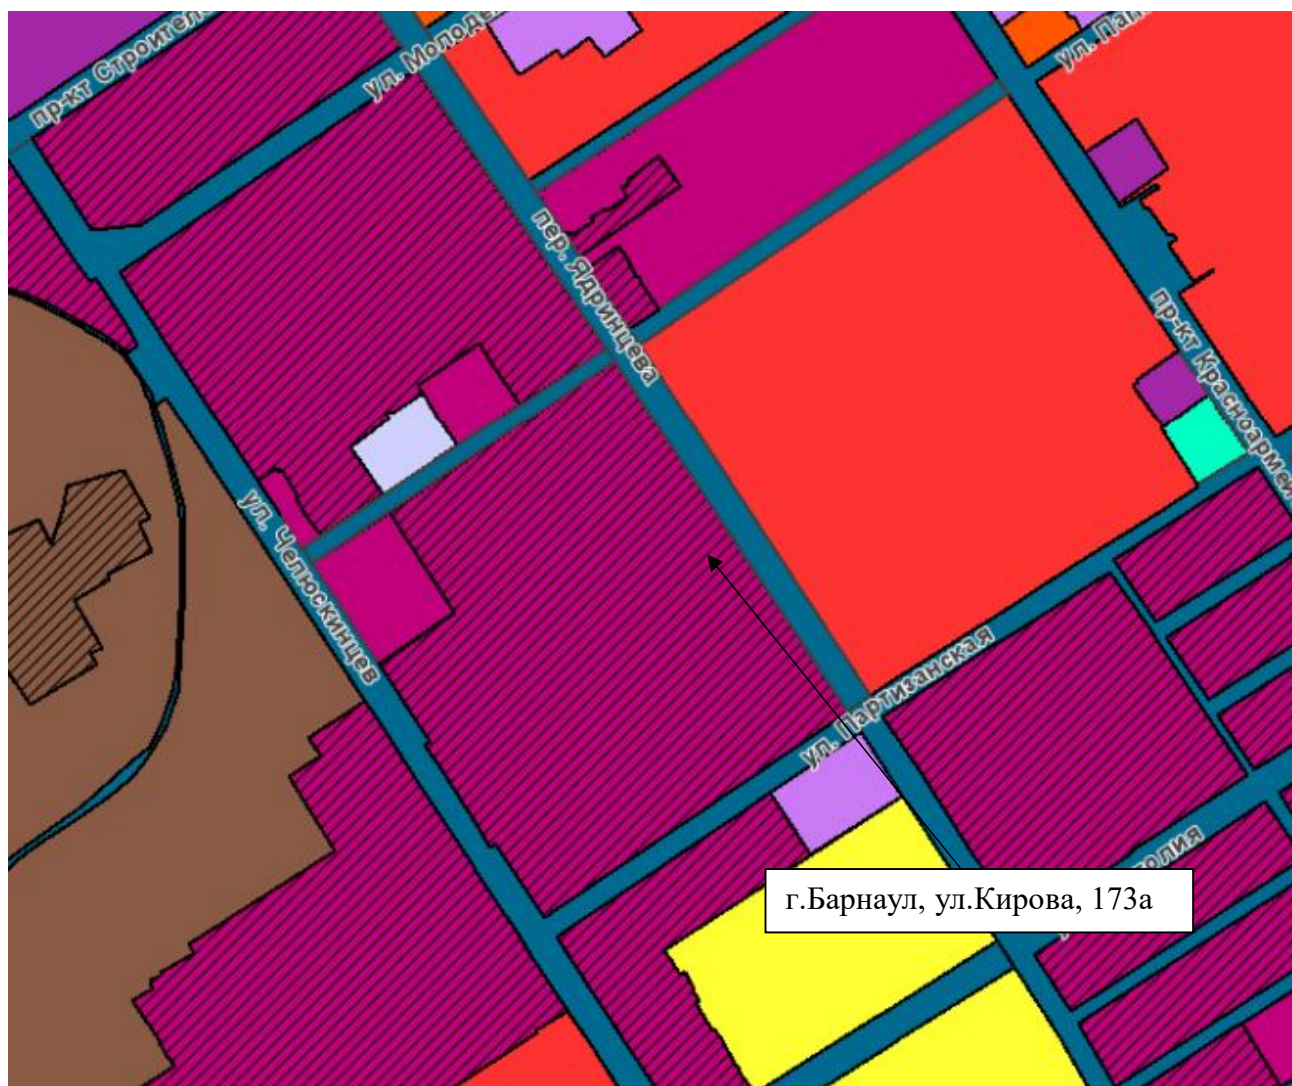 пр-кт Строител
ул. Молоде
ул. Пап
пер. Ядринцева
пр-кт Красноармей
ул. Челюскинцев
ул. Партизанская
г.Барнаул, ул.Кирова, 173а